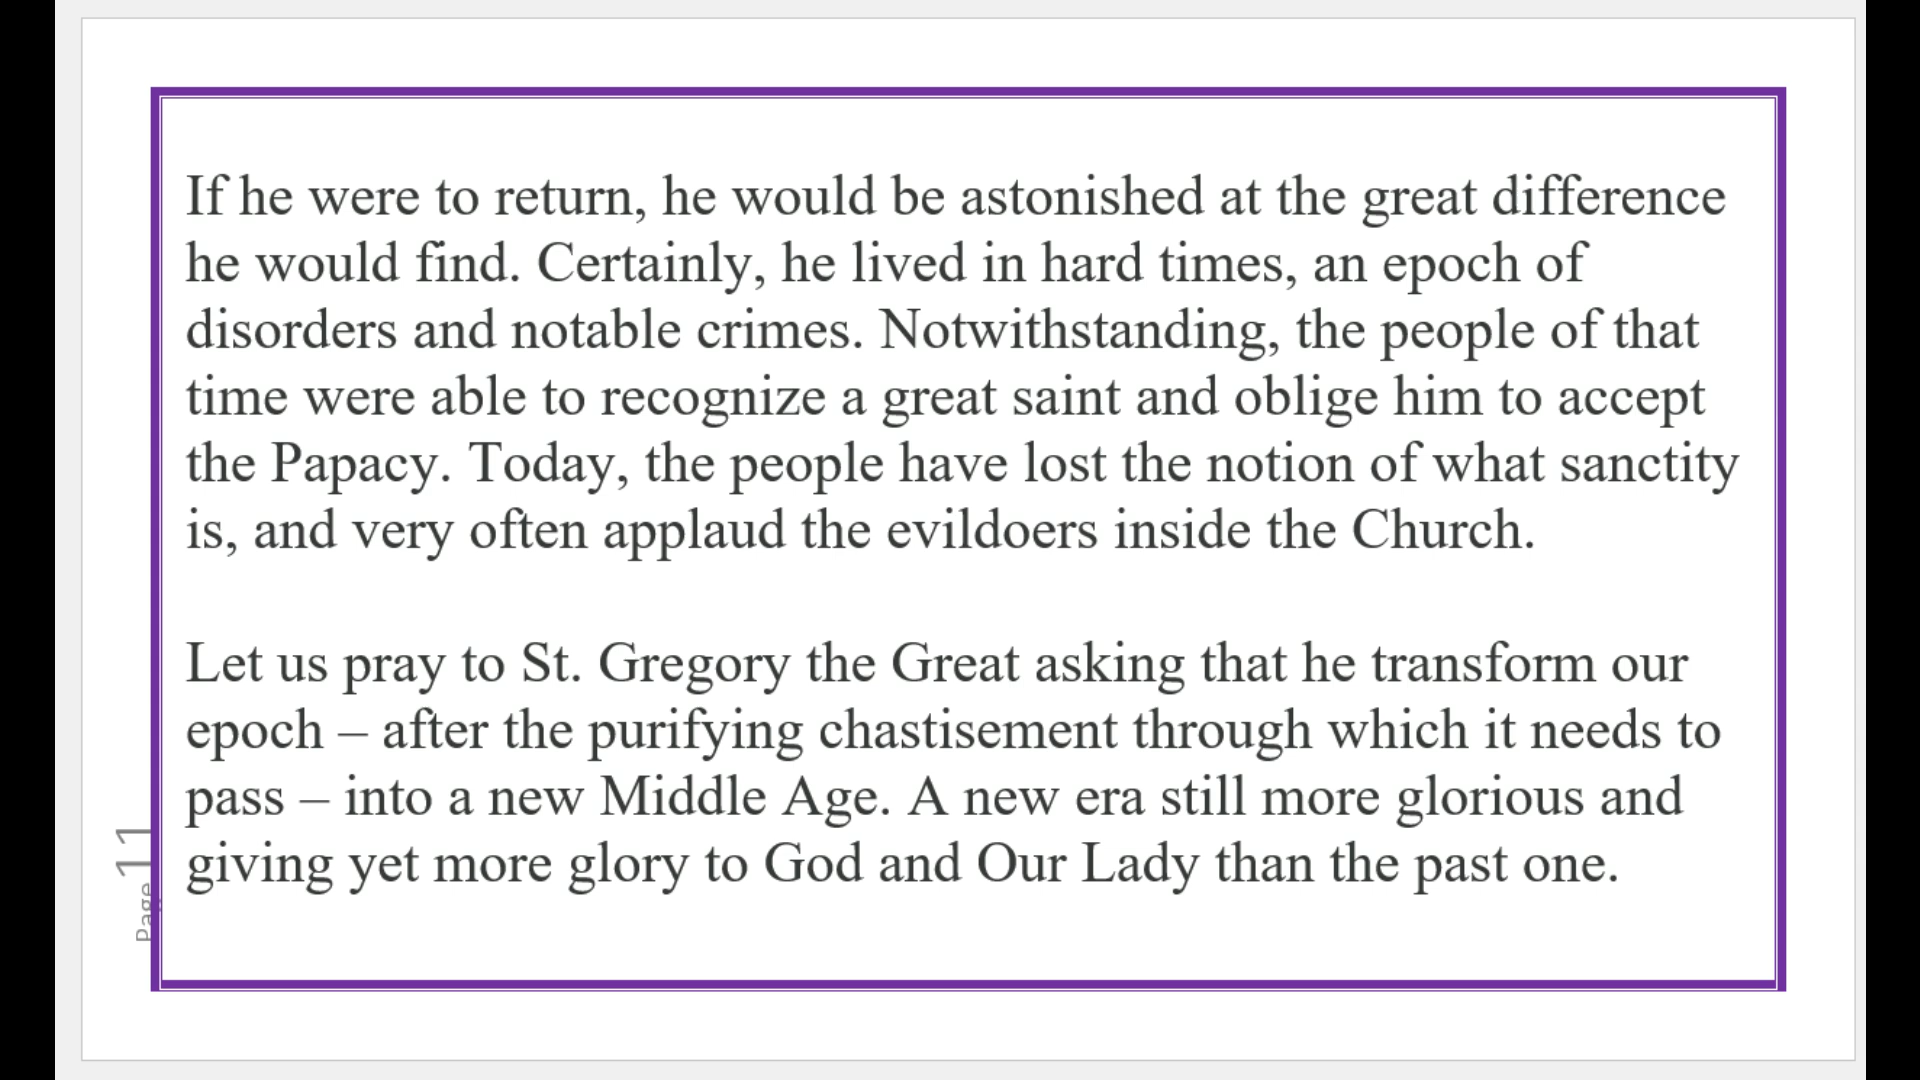 If he were to return, he would be astonished at the great difference
he would find. Certainly, he lived in hard times, an epoch of
disorders and notable crimes. Notwithstanding, the people of that
time were able to recognize a great saint and oblige him to accept
the Papacy. Today, the people have lost the notion of what sanctity
is, and very often applaud the evildoers inside the Church.
Let us pray to St. Gregory the Great asking that he transform our
epoch – after the purifying chastisement through which it needs to
pass – into a new Middle Age. A new era still more glorious and
giving yet more glory to God and Our Lady than the past one.
Page 11